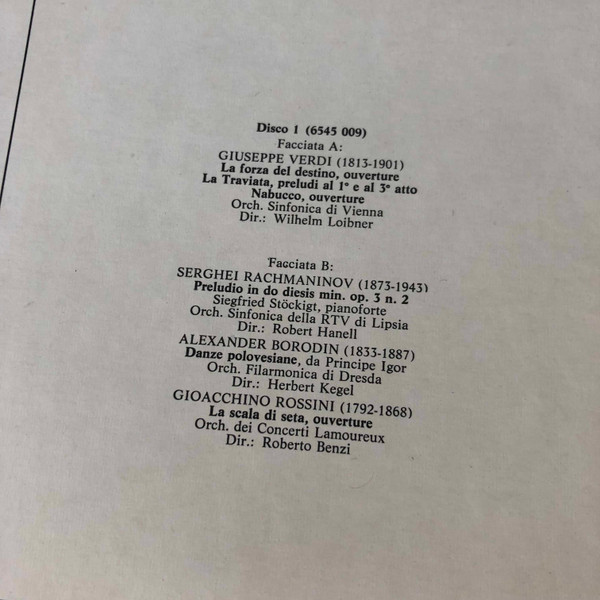 Disco 1 (6545 009)
Facciata A:
GIUSEPPE VERDI (1813-1901)
La forza del destino, ouverture
La Traviata, preludi al 1° e al 3° atto
Nabucco, ouverture
Orch. Sinfonica di Vienna
Dir.: Wilhelm Loibner
Facciata B:
SERGHEI RACHMANINOV (1873-1943)
Preludio in do diesis min. op. 3 n. 2
Siegfried Stöckigt, pianoforte
Orch. Sinfonica della RTV di Lipsia
Dir.: Robert Hanell
ALEXANDER BORODIN (1833-1887)
Danze polovesiane, da Principe Igor
Orch. Filarmonica di Dresda
Dir.: Herbert Kegel
GIOACCHINO ROSSINI (1792-1868)
La scala di seta, ouverture
Orch. dei Concerti Lamoureux
Dir.: Roberto Benzi